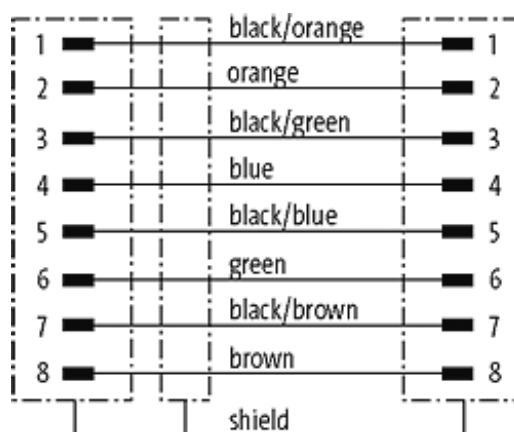 1 black/orange 1
2 orange 2
3 black/green 3
4 blue 4
5 black/blue 5
6 green 6
7 black/brown 7
8 brown 8
shield